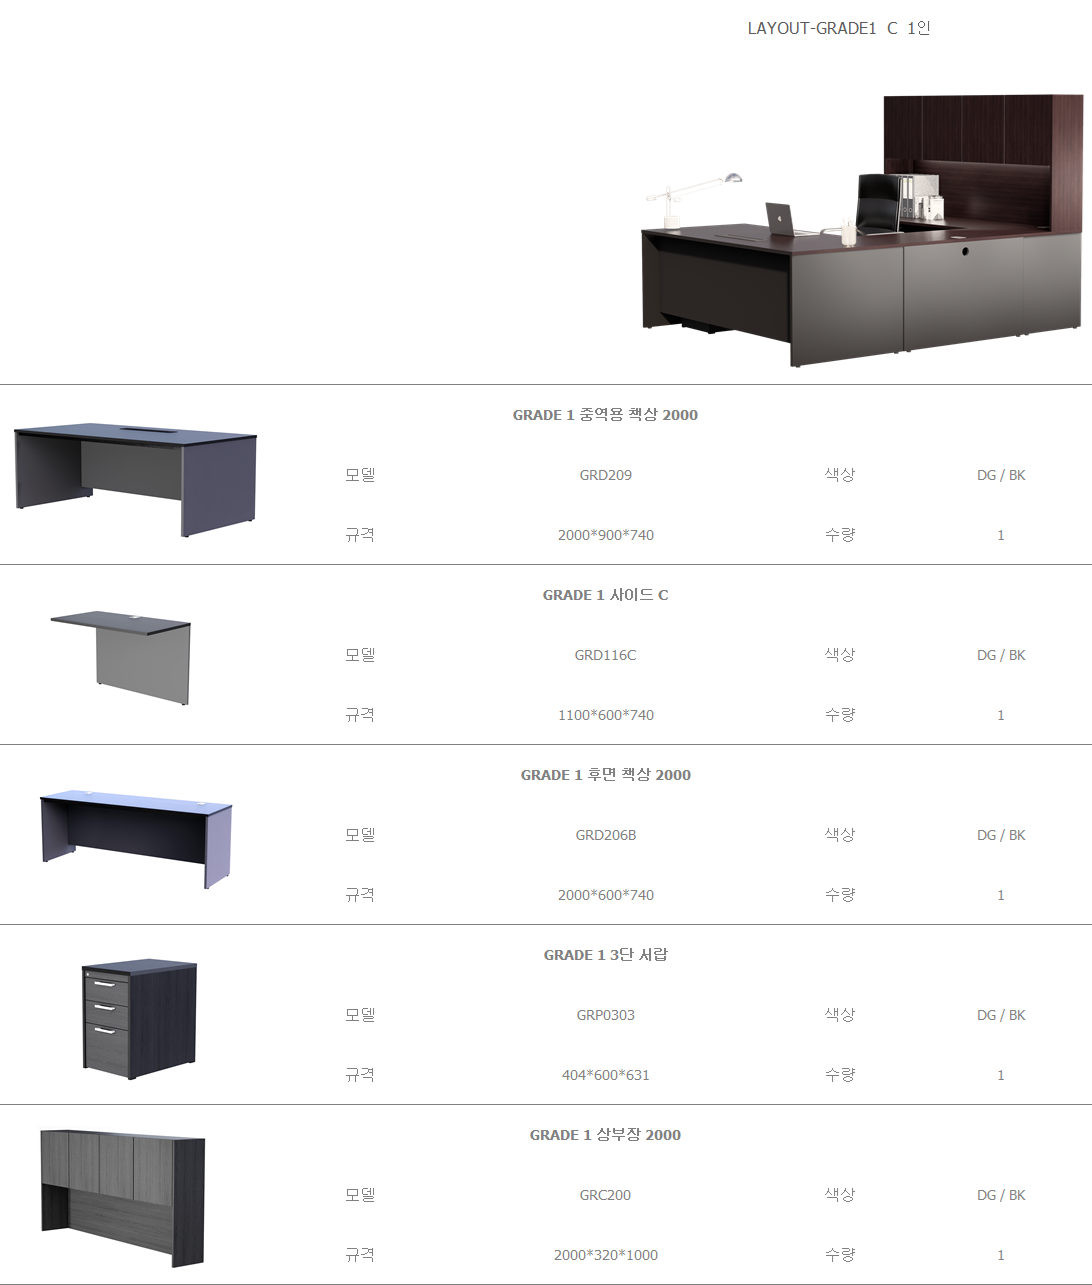 LAYOUT-GRADE1 C 1인
GRADE 1 중역용 책상 2000
모델 GRD209 색상 DG / BK
규격 2000*900*740 수량 1
GRADE 1 사이드 C
모델 GRD116C 색상 DG / BK
규격 1100*600*740 수량 1
GRADE 1 후면 책상 2000
모델 GRD206B 색상 DG / BK
규격 2000*600*740 수량 1
GRADE 1 3단 서랍
모델 GRP0303 색상 DG / BK
규격 404*600*631 수량 1
GRADE 1 상부장 2000
모델 GRC200 색상 DG / BK
규격 2000*320*1000 수량 1